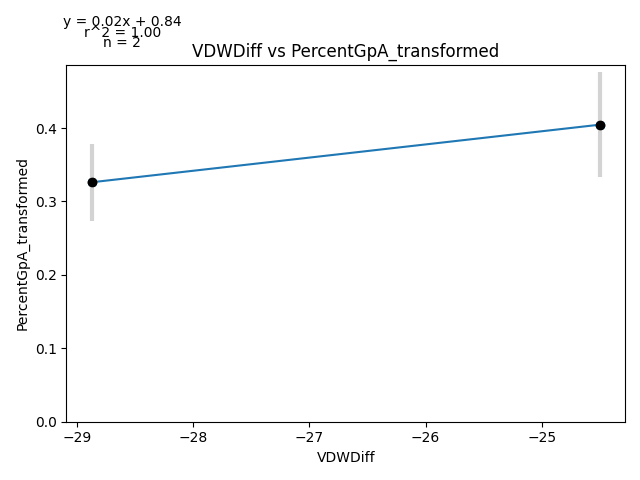 y = 0.02x + 0.84
r^2 = 1.00
n = 2
VDWDiff vs PercentGpA_transformed
PercentGpA_transformed
0.4
0.3
0.2
0.1
0.0
−29
−28
−27
−26
−25
VDWDiff